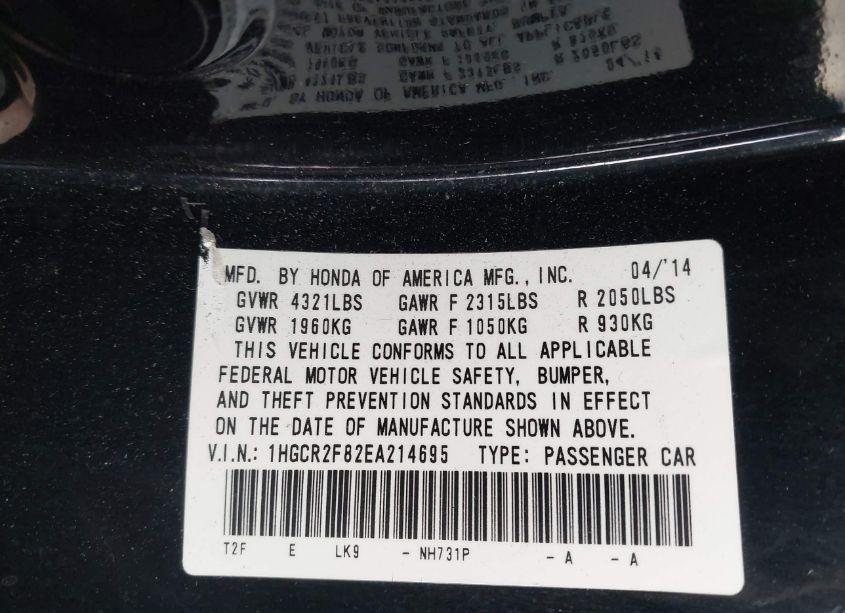 MFD. BY HONDA OF AMERICA MFG., INC. 04/'14
GVWR 4321LBS GAWR F 2315LBS R 2050LBS
GVWR 1960KG GAWR F 1050KG R 930KG
THIS VEHICLE CONFORMS TO ALL APPLICABLE
FEDERAL MOTOR VEHICLE SAFETY, BUMPER,
AND THEFT PREVENTION STANDARDS IN EFFECT
ON THE DATE OF MANUFACTURE SHOWN ABOVE.
V.I.N.: 1HGCR2F82EA214695 TYPE: PASSENGER CAR
T2F E LK9 - NH731P - A - A